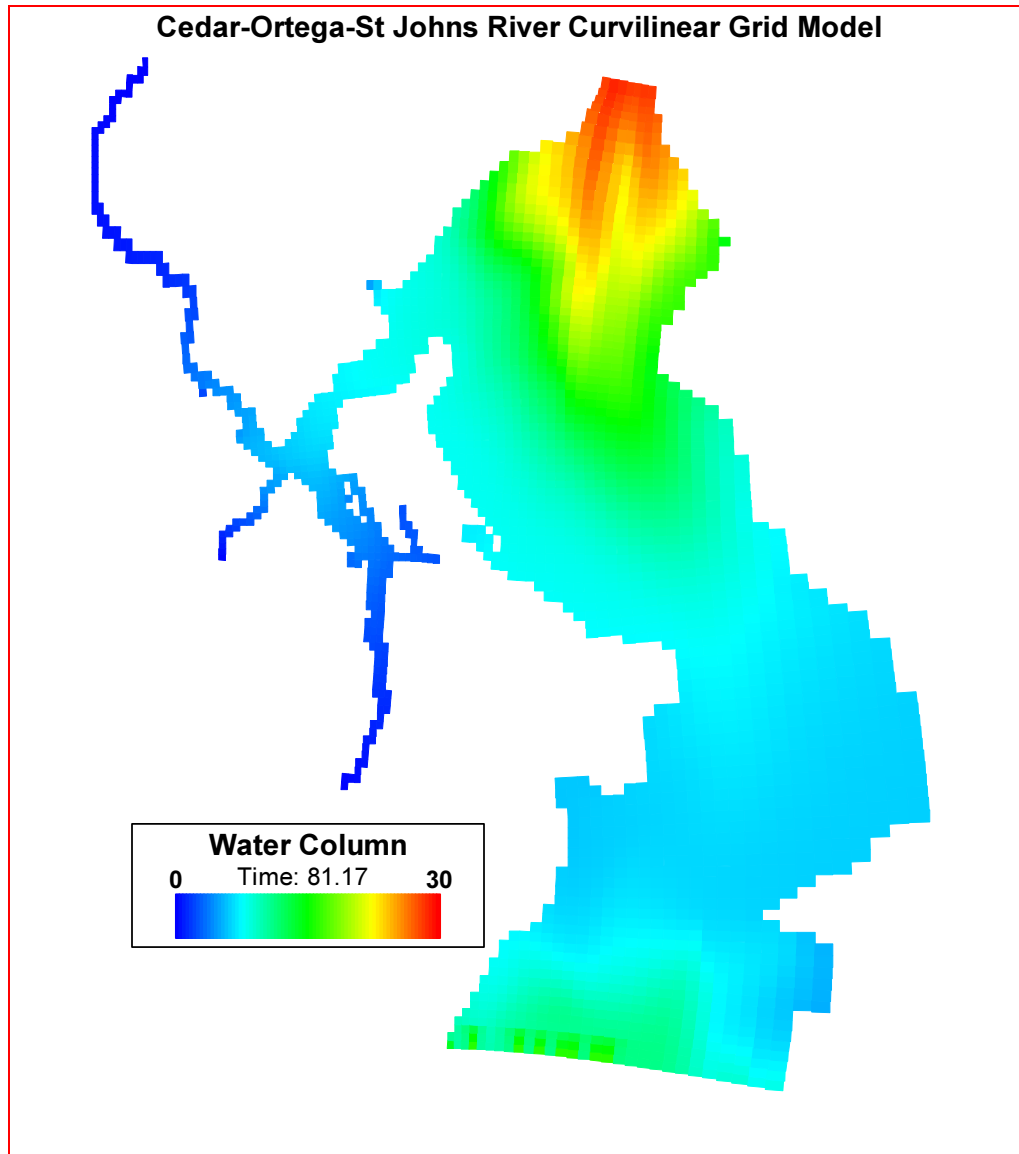 Cedar-Ortega-St Johns River Curvilinear Grid Model
Water Column
0 Time: 81.17 30